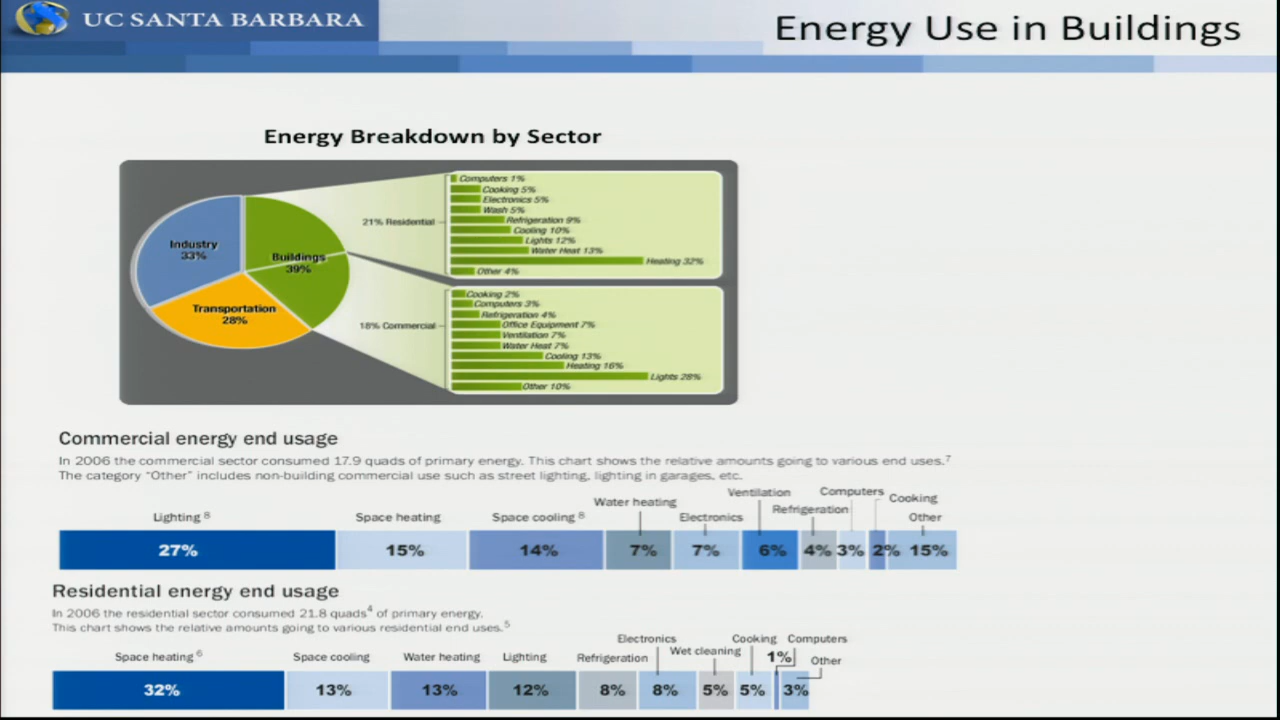 UC SANTA BARBARA
Energy Use in Buildings
Energy Breakdown by Sector
Industry
33%
Buildings
39%
Transportation
28%
21% Residential
Computers 1%
Cooking 5%
Electronics 5%
Wash 5%
Refrigeration 9%
Cooling 10%
Lights 12%
Water Heat 13%
Heating 32%
Other 4%
18% Commercial
Cooking 2%
Computers 3%
Refrigeration 4%
Office Equipment 7%
Ventilation 7%
Water Heat 7%
Cooling 13%
Heating 16%
Lights 28%
Other 10%
Commercial energy end usage
In 2006 the commercial sector consumed 17.9 quads of primary energy. This chart shows the relative amounts going to various end uses.7
The category "Other" includes non-building commercial use such as street lighting, lighting in garages, etc.
Lighting 8
Space heating
Space cooling 8
Water heating
Electronics
Ventilation
Refrigeration
Computers
Cooking
Other
27% 15% 14% 7% 7% 6% 4% 3% 2% 15%
Residential energy end usage
In 2006 the residential sector consumed 21.8 quads4 of primary energy.
This chart shows the relative amounts going to various residential end uses.5
Space heating 6
Space cooling
Water heating
Lighting
Refrigeration
Electronics
Wet cleaning
Cooking
Computers
Other
32% 13% 13% 12% 8% 8% 5% 5% 1% 3%